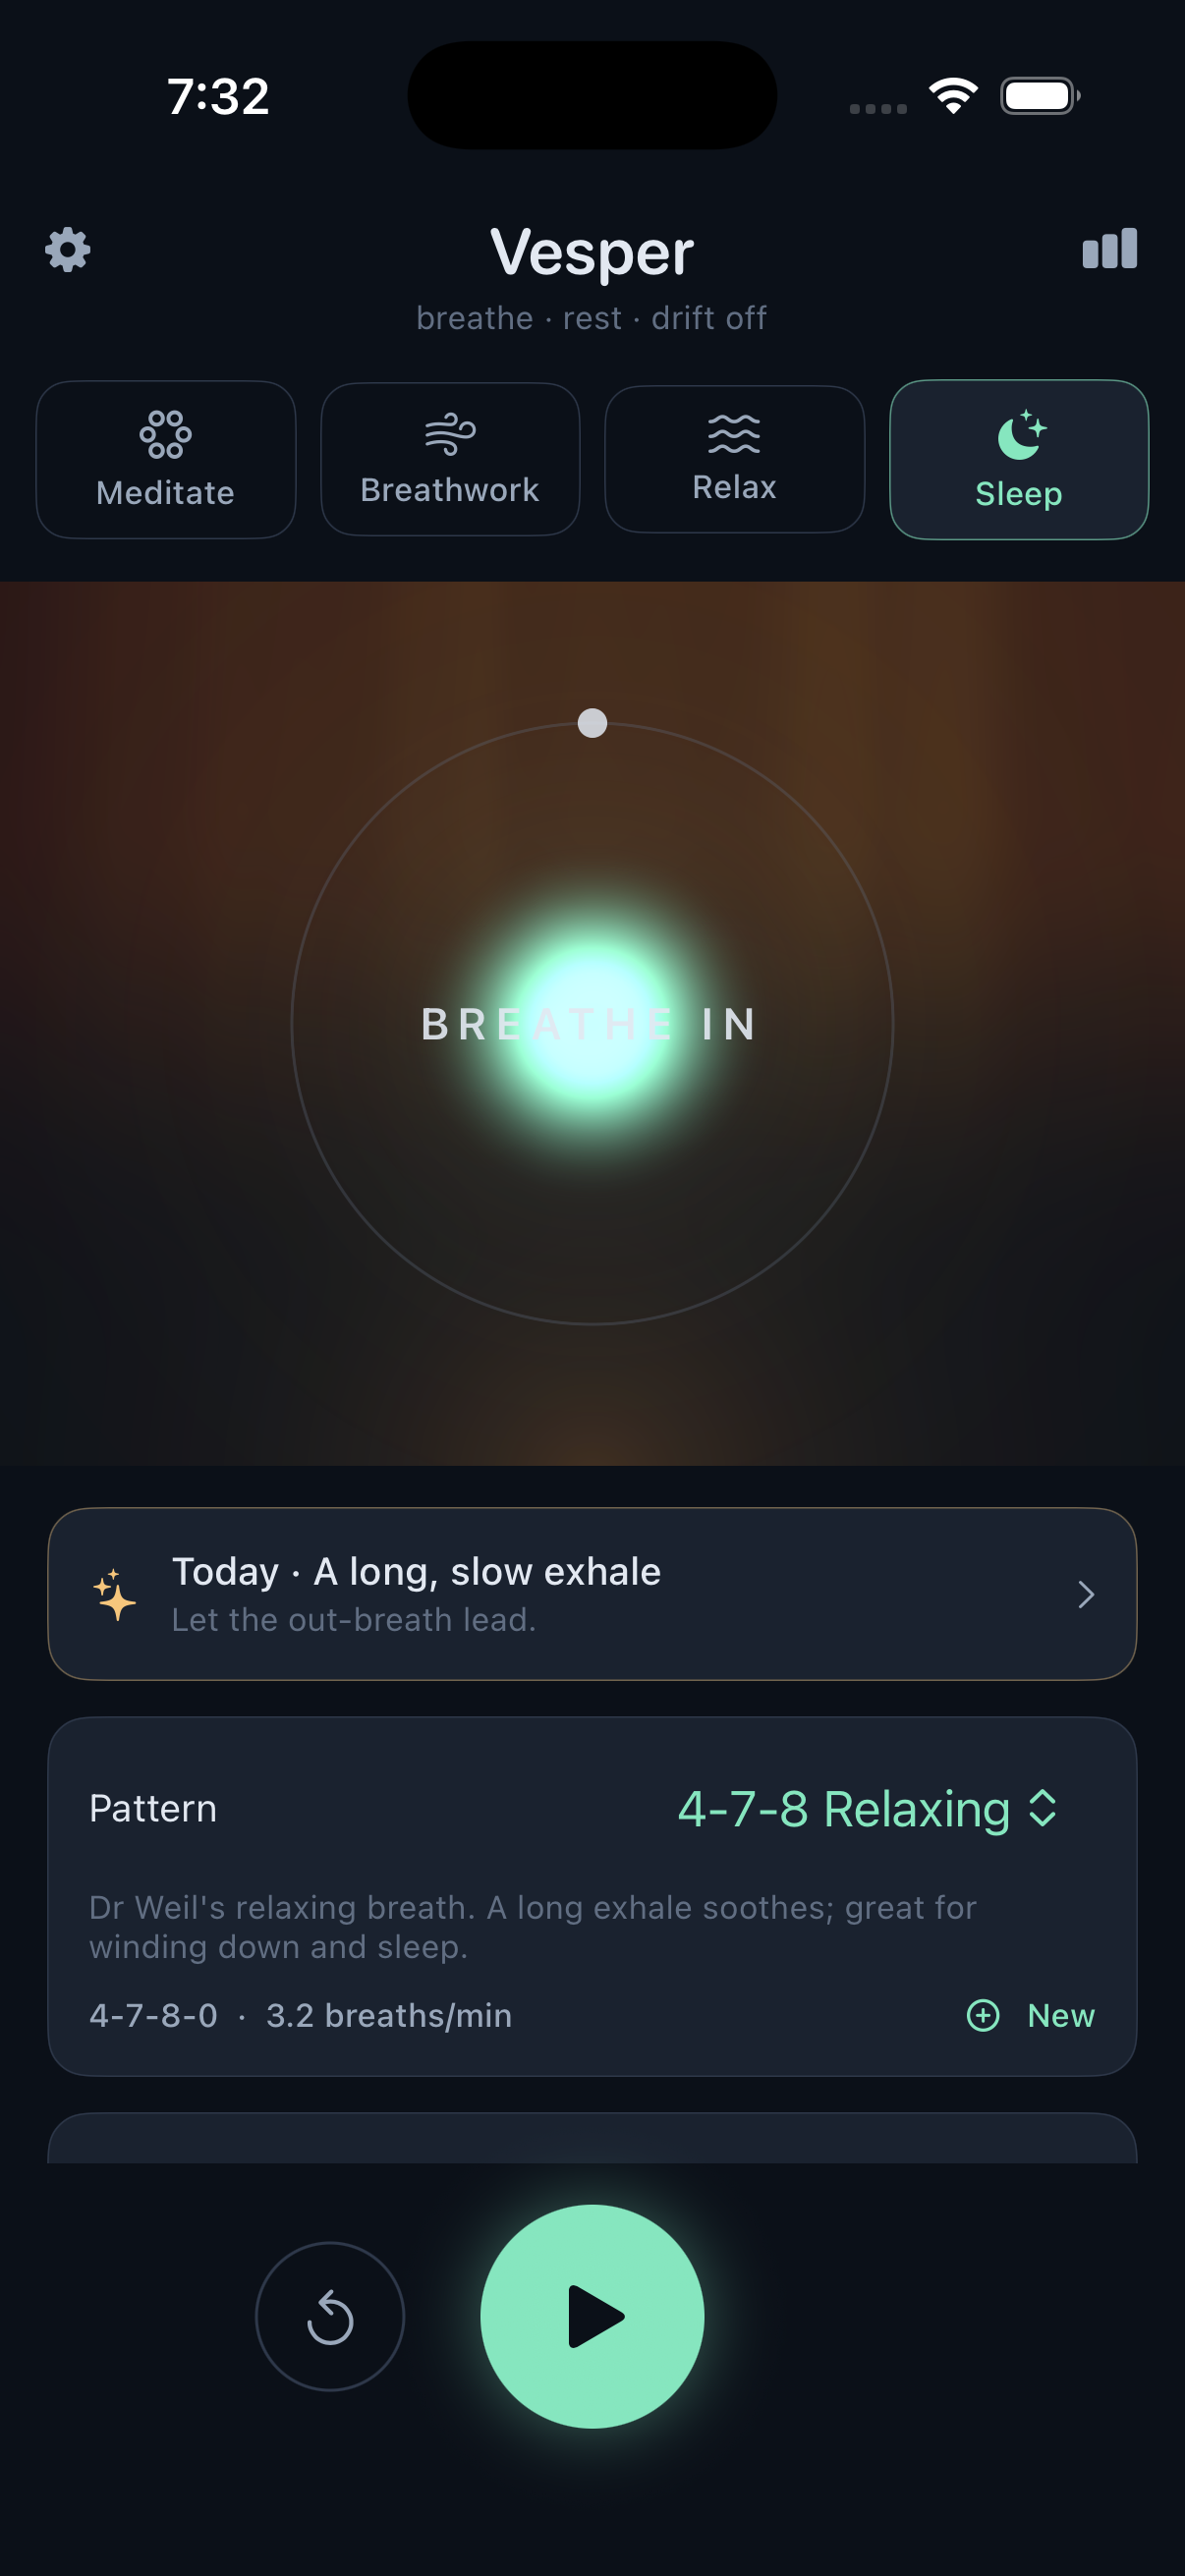 7:32
Vesper
breathe · rest · drift off
Meditate
Breathwork
Relax
Sleep
BREATHE IN
Today · A long, slow exhale
Let the out-breath lead.
Pattern
4-7-8 Relaxing
Dr Weil's relaxing breath. A long exhale soothes; great for
winding down and sleep.
4-7-8-0 · 3.2 breaths/min
New